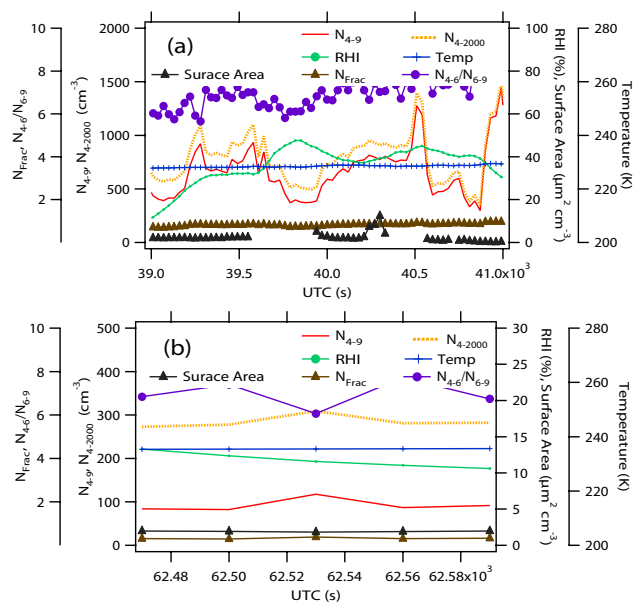 (a)
N4-9
N4-2000
RHI
Temp
Surace Area
NFrac
N4-6/N6-9
10
8
6
4
2
NFrac, N4-6/N6-9
2000
1500
1000
500
0
N4-9, N4-2000 (cm-3)
100
80
60
40
20
0
RHI (%), Surface Area (µm2 cm-3)
280
260
240
220
200
Temperature (K)
39.0
39.5
40.0
40.5
41.0x103
UTC (s)
(b)
N4-9
N4-2000
RHI
Temp
Surace Area
NFrac
N4-6/N6-9
10
8
6
4
2
NFrac, N4-6/N6-9
500
400
300
200
100
0
N4-9, N4-2000 (cm-3)
30
25
20
15
10
5
0
RHI (%), Surface Area (µm2 cm-3)
280
260
240
220
200
Temperature (K)
62.48
62.50
62.52
62.54
62.56
62.58x103
UTC (s)